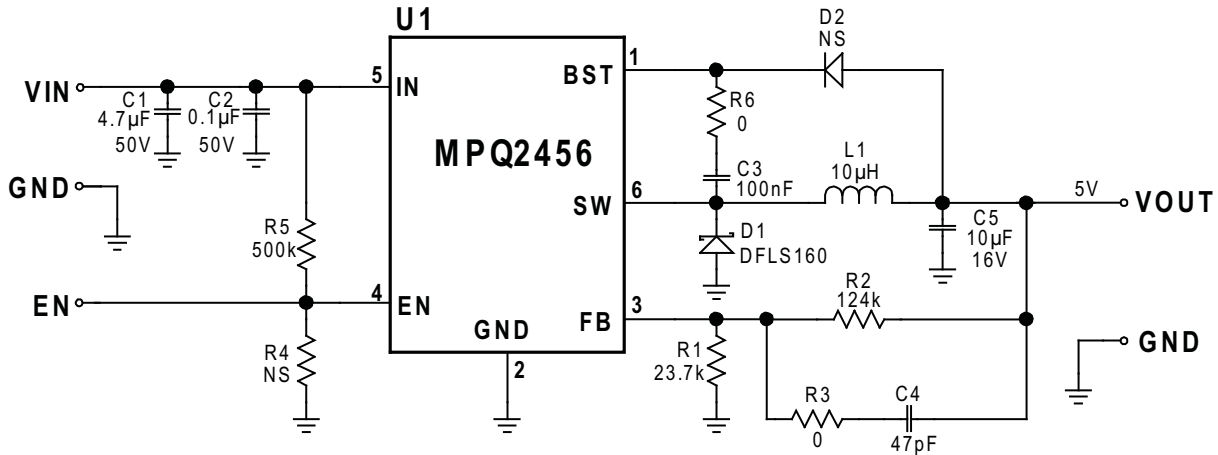 U1
D2
NS
1
BST
5
IN
VIN
C1
4.7µF
50V
C2
0.1µF
50V
R6
0
MPQ2456
C3
100nF
L1
10µH
GND
6
SW
5V
VOUT
R5
500k
D1
DFLS160
C5
10µF
16V
R2
124k
EN
4
EN
3
FB
GND
2
R4
NS
R1
23.7k
GND
R3
0
C4
47pF